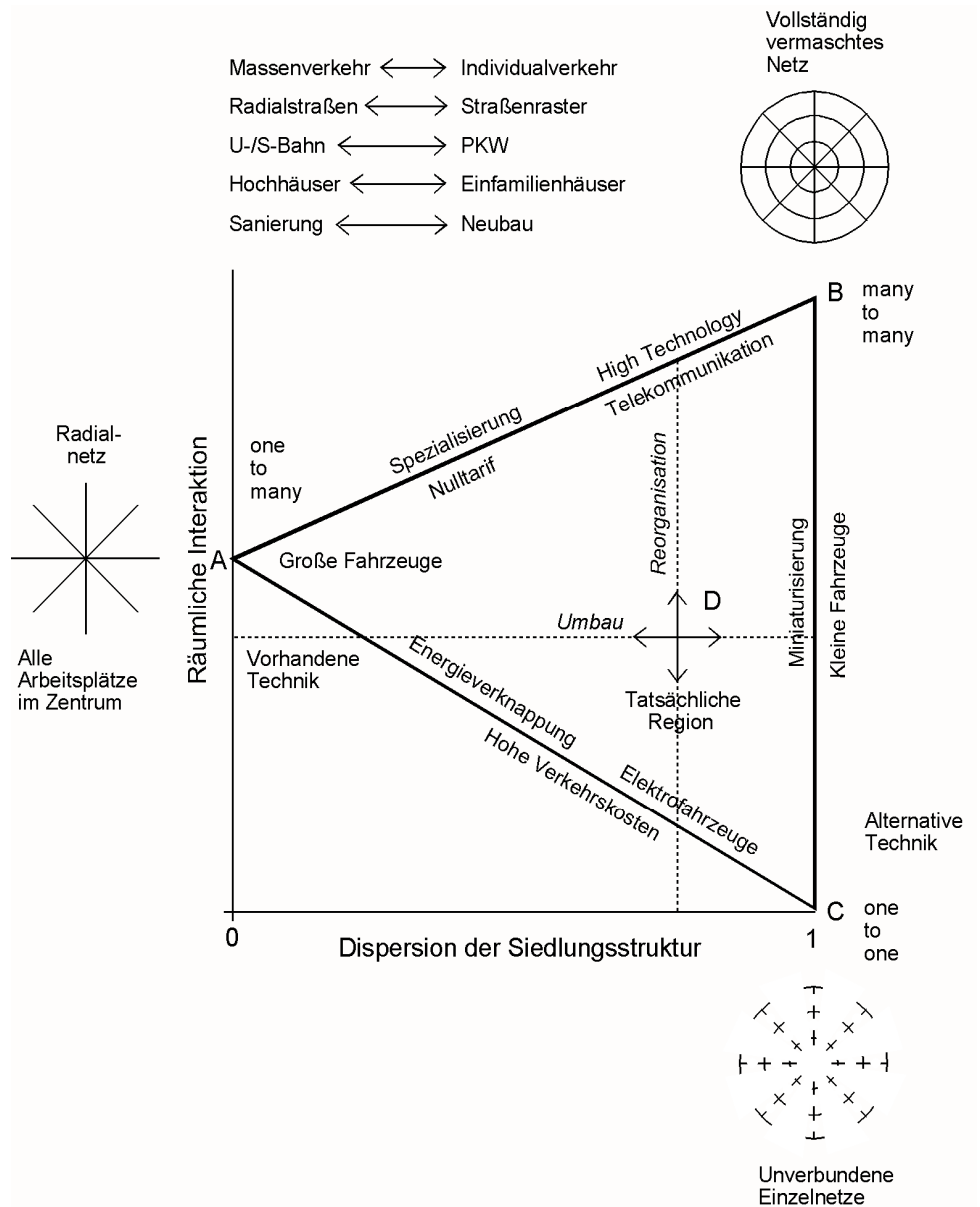 Vollständig
vermaschtes
Netz
Massenverkehr Individualverkehr
Radialstraßen Straßenraster
U-/S-Bahn PKW
Hochhäuser Einfamilienhäuser
Sanierung Neubau
B
many
to
many
High Technology
Telekommunikation
Spezialisierung
Nulltarif
Radial-
netz
one
to
many
Räumliche Interaktion
A
Große Fahrzeuge
Reorganisation
Miniaturisierung
Kleine Fahrzeuge
D
Umbau
Alle
Arbeitsplätze
im Zentrum
Vorhandene
Technik
Energieverknappung
Hohe Verkehrskosten
Tatsächliche
Region
Elektrofahrzeuge
Alternative
Technik
C
one
to
one
0
Dispersion der Siedlungsstruktur
1
Unverbundene
Einzelnetze